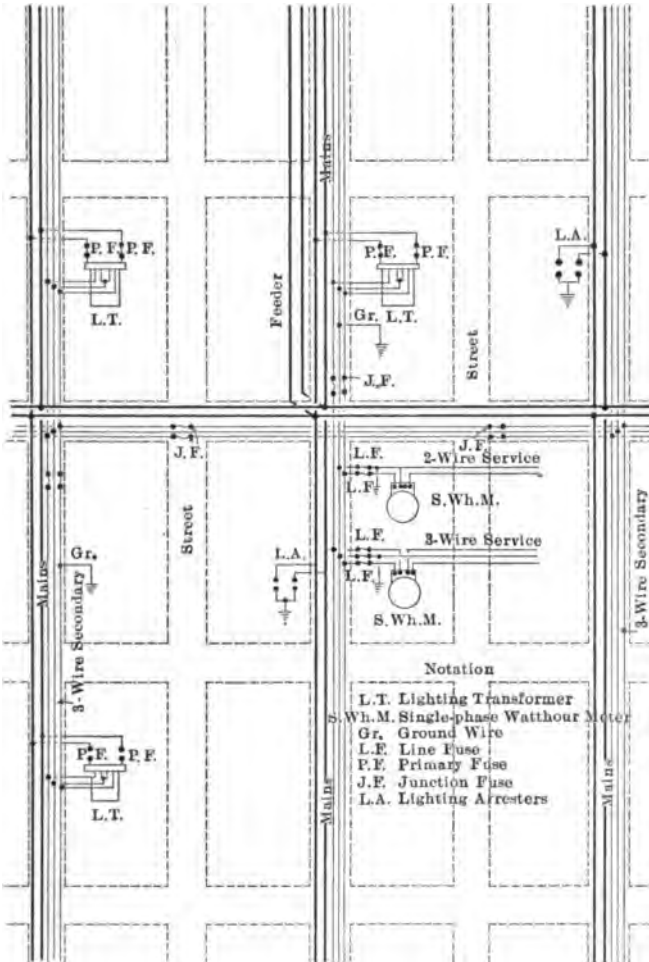 Mains
L.A.
P. F. P. F.
P. F. P. F.
Feeder
L.T.
Gr. L.T.
Street
J.F.
J.F.
J.F.
L.F.
2-Wire Service
L.F.
S.Wh.M.
Street
L.F.
3-Wire Service
Gr.
L.A.
L.F.
Mains
3-Wire Secondary
S.Wh.M.
3-Wire Secondary
Notation
L.T. Lighting Transformer
S.Wh.M. Single-phase Watthour Meter
Gr. Ground Wire
L.F. Line Fuse
P.F. Primary Fuse
J.F. Junction Fuse
L.A. Lighting Arresters
P. F. P. F.
L.T.
Mains
Mains